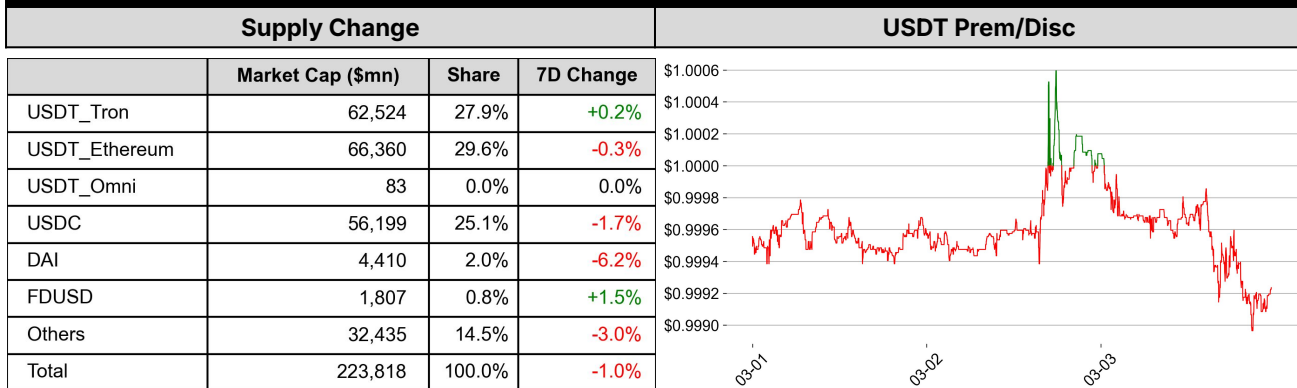 Supply Change
USDT Prem/Disc
Market Cap ($mn) Share 7D Change
USDT_Tron 62,524 27.9% +0.2%
USDT_Ethereum 66,360 29.6% -0.3%
USDT_Omni 83 0.0% 0.0%
USDC 56,199 25.1% -1.7%
DAI 4,410 2.0% -6.2%
FDUSD 1,807 0.8% +1.5%
Others 32,435 14.5% -3.0%
Total 223,818 100.0% -1.0%
$1.0006
$1.0004
$1.0002
$1.0000
$0.9998
$0.9996
$0.9994
$0.9992
$0.9990
03-01 03-02 03-03